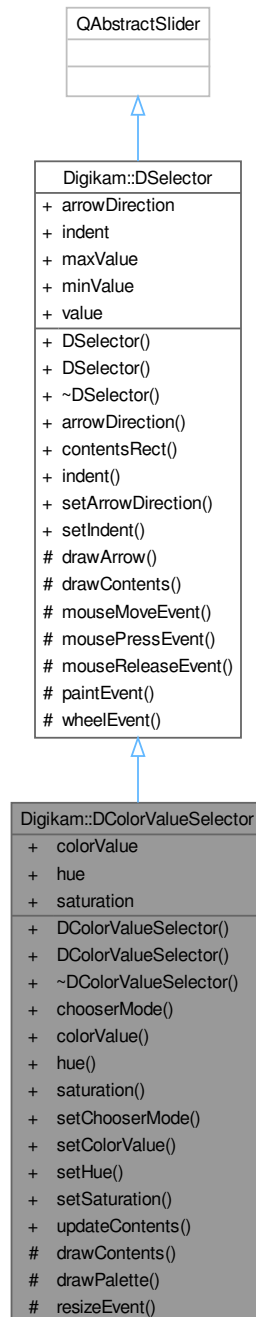 QAbstractSlider
Digikam::DSelector
+ arrowDirection
+ indent
+ maxValue
+ minValue
+ value
+ DSelector()
+ DSelector()
+ ~DSelector()
+ arrowDirection()
+ contentsRect()
+ indent()
+ setArrowDirection()
+ setIndent()
# drawArrow()
# drawContents()
# mouseMoveEvent()
# mousePressEvent()
# mouseReleaseEvent()
# paintEvent()
# wheelEvent()
Digikam::DColorValueSelector
+ colorValue
+ hue
+ saturation
+ DColorValueSelector()
+ DColorValueSelector()
+ ~DColorValueSelector()
+ chooserMode()
+ colorValue()
+ hue()
+ saturation()
+ setChooserMode()
+ setColorValue()
+ setHue()
+ setSaturation()
+ updateContents()
# drawContents()
# drawPalette()
# resizeEvent()